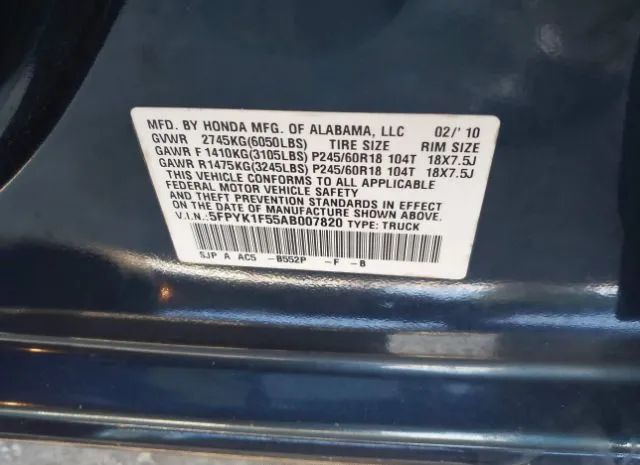 MFD. BY HONDA MFG. OF ALABAMA, LLC 02/'10
GVWR 2745KG(6050LBS) TIRE SIZE RIM SIZE
GAWR F 1410KG(3105LBS) P245/60R18 104T 18X7.5J
GAWR R1475KG(3245LBS) P245/60R18 104T 18X7.5J
THIS VEHICLE CONFORMS TO ALL APPLICABLE
FEDERAL MOTOR VEHICLE SAFETY
AND THEFT PREVENTION STANDARDS IN EFFECT
ON THE DATE OF MANUFACTURE SHOWN ABOVE.
V.I.N.:5FPYK1F55AB007820 TYPE: TRUCK
SJP A AC5 -B552P -F -B